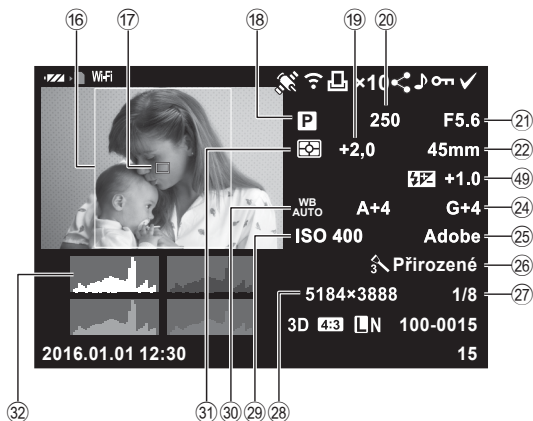 ⑯ ⑰ ⑱ ⑲ ⑳
Wi-Fi ×10
P 250 F5.6 ㉑
+2,0 45mm ㉒
+1.0 ㊾
WB AUTO A+4 G+4 ㉔
ISO 400 Adobe ㉕
3 Přirozené ㉖
5184×3888 1/8 ㉗
3D 4:3 LN 100-0015
2016.01.01 12:30 15
㉜ ㉛ ㉚ ㉙ ㉘